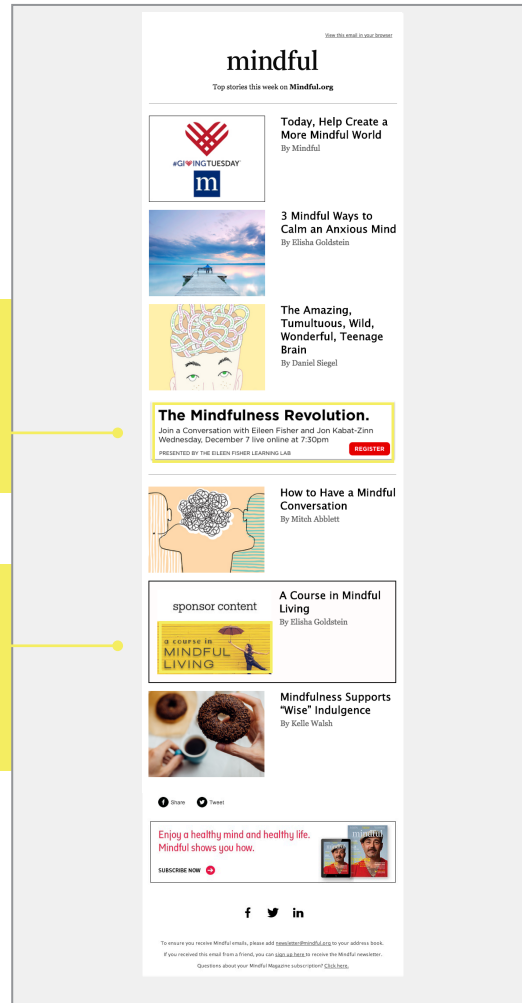 View this email in your browser
mindful
Top stories this week on Mindful.org
#GIVINGTUESDAY
m
Today, Help Create a
More Mindful World
By Mindful
3 Mindful Ways to
Calm an Anxious Mind
By Elisha Goldstein
The Amazing,
Tumultuous, Wild,
Wonderful, Teenage
Brain
By Daniel Siegel
The Mindfulness Revolution.
Join a Conversation with Eileen Fisher and Jon Kabat-Zinn
Wednesday, December 7 live online at 7:30pm
PRESENTED BY THE EILEEN FISHER LEARNING LAB
REGISTER
How to Have a Mindful
Conversation
By Mitch Abblett
sponsor content
a course in
MINDFUL
LIVING
A Course in Mindful
Living
By Elisha Goldstein
Mindfulness Supports
“Wise” Indulgence
By Kelle Walsh
Share
Tweet
Enjoy a healthy mind and healthy life.
Mindful shows you how.
SUBSCRIBE NOW
mindful
To ensure you receive Mindful emails, please add newsletter@mindful.org to your address book.
If you received this email from a friend, you can sign up here to receive the Mindful newsletter.
Questions about your Mindful Magazine subscription? Click here.